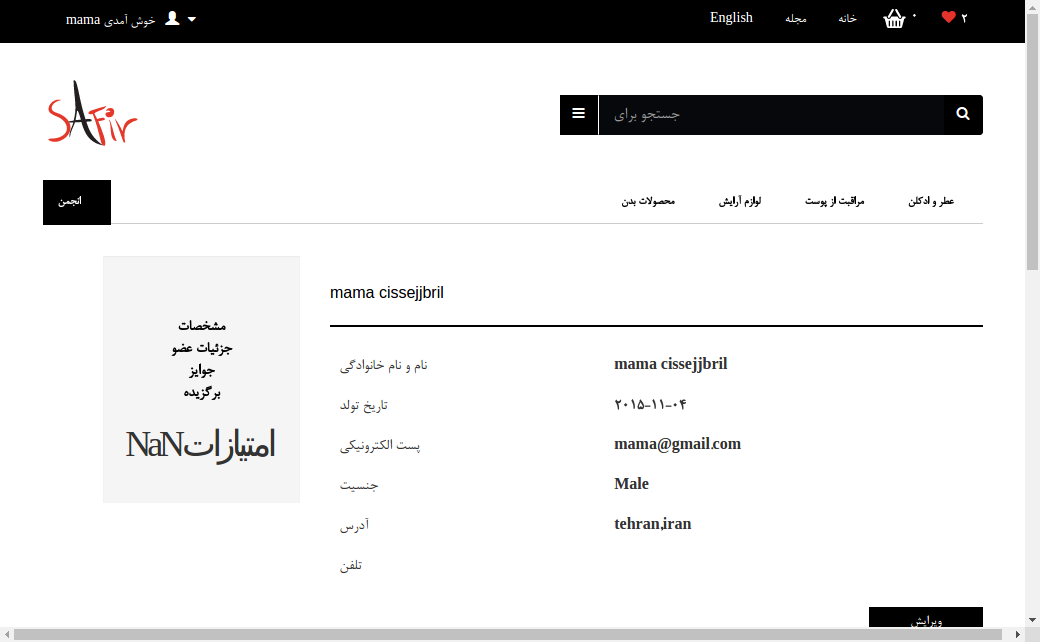 ۲ ۰ خانه مجله English خوش آمدی mama
SAFir
جستجو برای
عطر و ادکلن مراقبت از پوست لوازم آرایش محصولات بدن انجمن
mama cissejjbril
مشخصات
جزئیات عضو
جوایز
برگزیده
امتیازات NaN
نام و نام خانوادگی mama cissejjbril
تاریخ تولد ۲۰۱۵-۱۱-۰۴
پست الکترونیکی mama@gmail.com
جنسیت Male
آدرس tehran,iran
تلفن
ویرایش